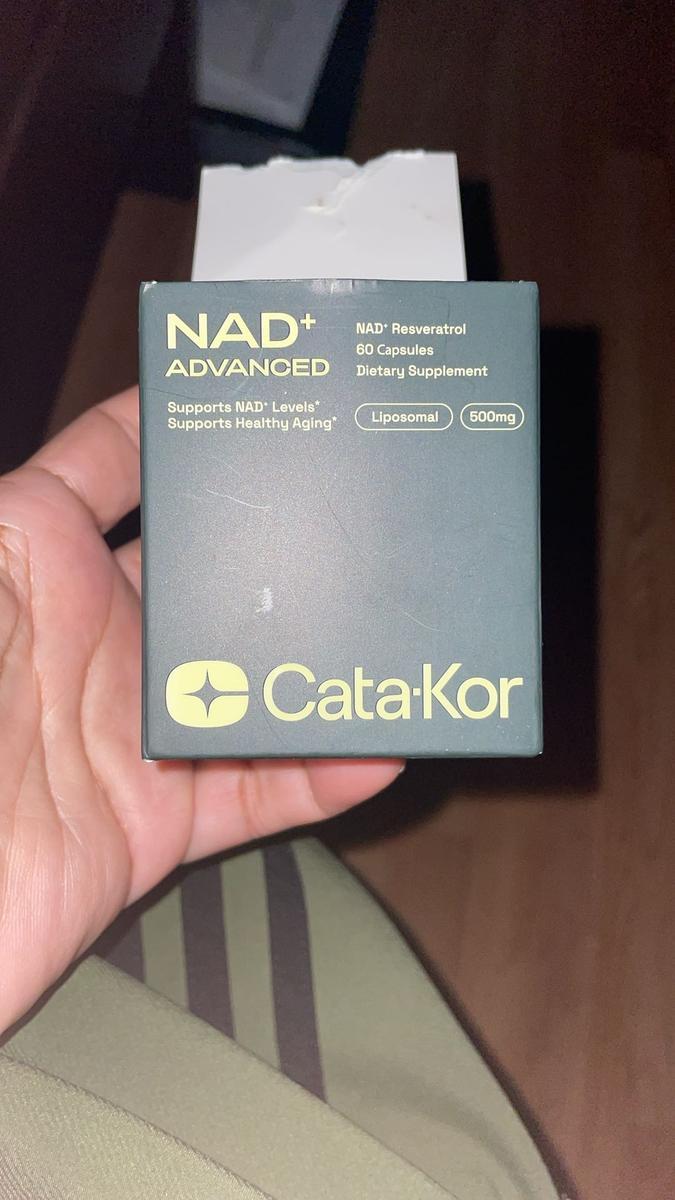 NAD⁺
ADVANCED
Supports NAD⁺ Levels*
Supports Healthy Aging*
NAD⁺ Resveratrol
60 Capsules
Dietary Supplement
Liposomal
500mg
Cata·Kor